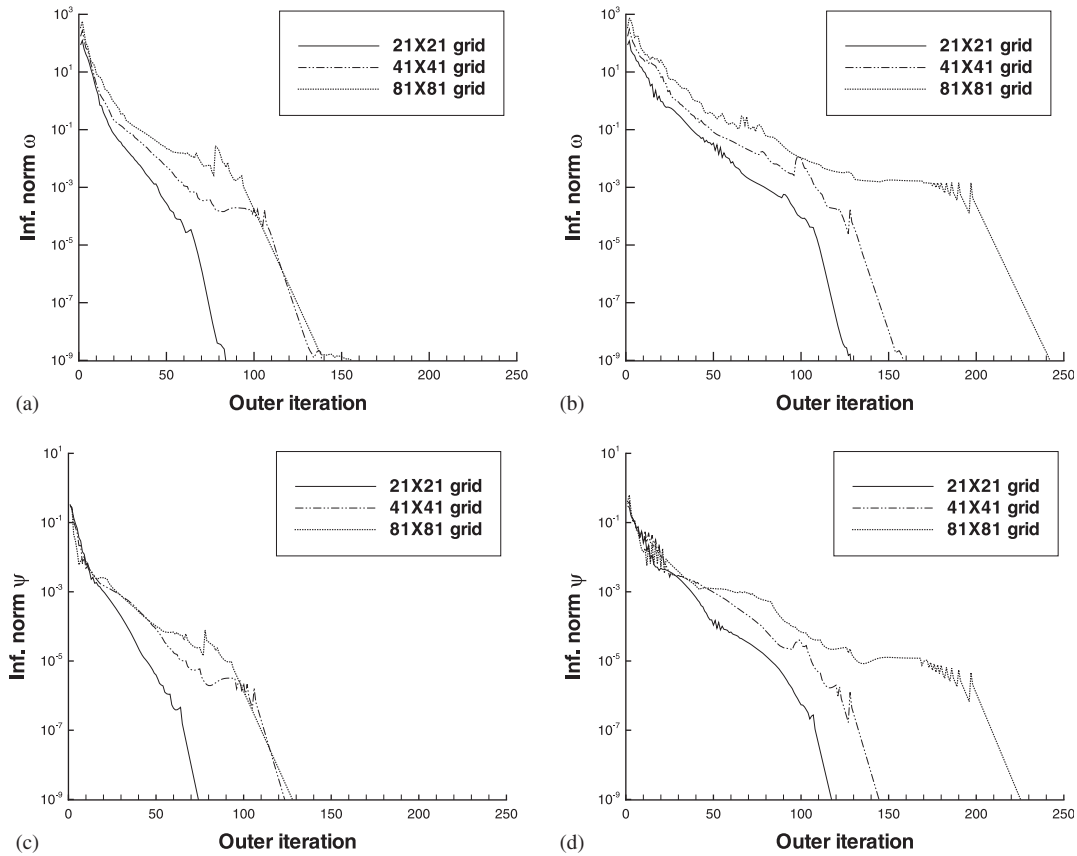 10^3
10^1
10^-1
10^-3
10^-5
10^-7
10^-9
Inf. norm ω
21X21 grid
41X41 grid
81X81 grid
0 50 100 150 200 250
(a) Outer iteration
10^3
10^1
10^-1
10^-3
10^-5
10^-7
10^-9
Inf. norm ω
21X21 grid
41X41 grid
81X81 grid
0 50 100 150 200 250
(b) Outer iteration
10^1
10^-1
10^-3
10^-5
10^-7
10^-9
Inf. norm ψ
21X21 grid
41X41 grid
81X81 grid
0 50 100 150 200 250
(c) Outer iteration
10^1
10^-1
10^-3
10^-5
10^-7
10^-9
Inf. norm ψ
21X21 grid
41X41 grid
81X81 grid
0 50 100 150 200 250
(d) Outer iteration